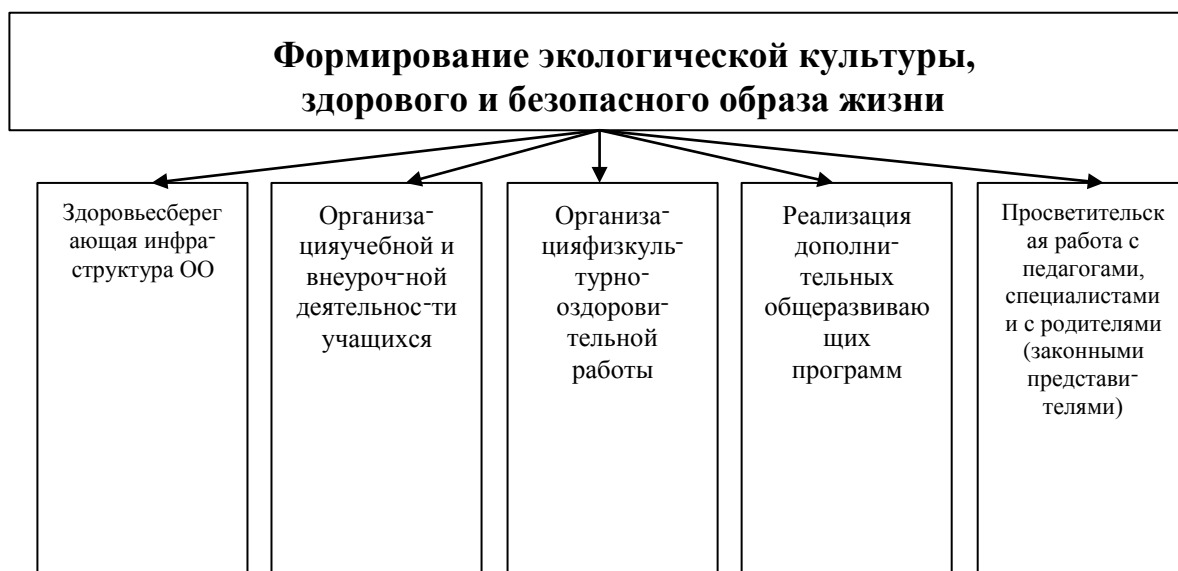 Формирование экологической культуры,
здорового и безопасного образа жизни
Здоровьесберег
ающая инфра-
структура ОО
Организа-
цияучебной и
внеуроч-ной
деятельнос-ти
учащихся
Организа-
цияфизкуль-
турно-
оздорови-
тельной
работы
Реализация
дополни-
тельных
общеразвиваю
щих
программ
Просветительск
ая работа с
педагогами,
специалистами
и с родителями
(законными
представи-
телями)